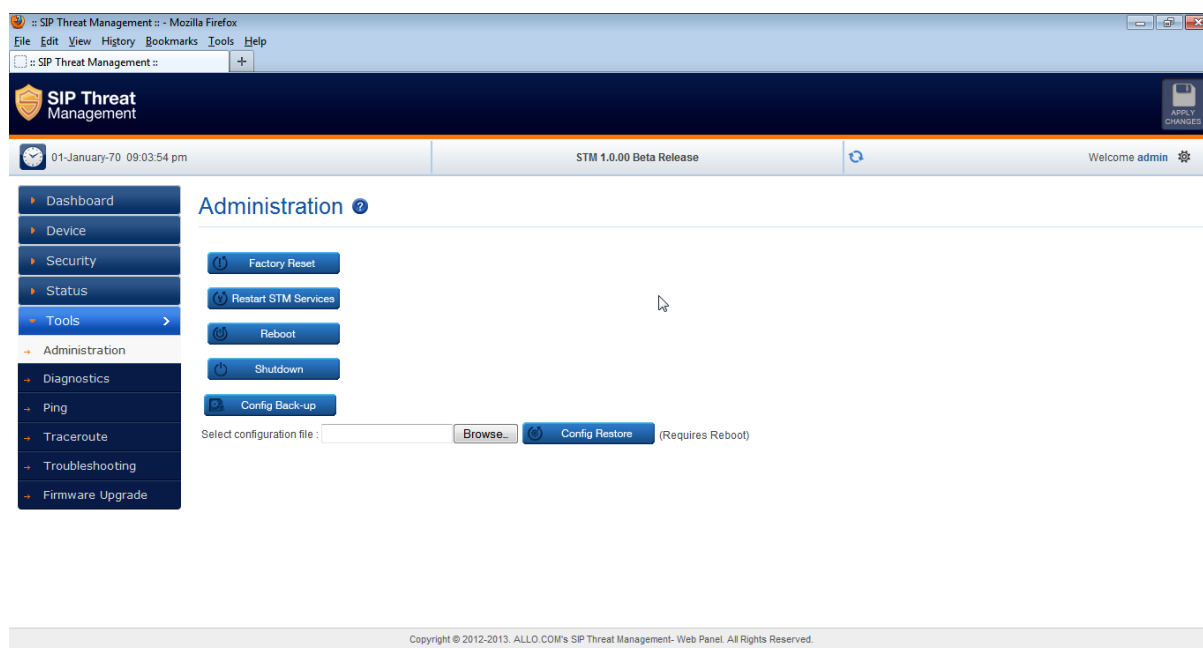 :: SIP Threat Management :: - Mozilla Firefox
File Edit View History Bookmarks Tools Help
:: SIP Threat Management :: +
SIP Threat
Management
APPLY
CHANGES
01-January-70 09:03:54 pm
STM 1.0.00 Beta Release
Welcome admin
Dashboard
Device
Security
Status
Tools
Administration
Diagnostics
Ping
Traceroute
Troubleshooting
Firmware Upgrade
Administration ?
Factory Reset
Restart STM Services
Reboot
Shutdown
Config Back-up
Select configuration file : Browse... Config Restore (Requires Reboot)
Copyright © 2012-2013. ALLO.COM's SIP Threat Management- Web Panel. All Rights Reserved.